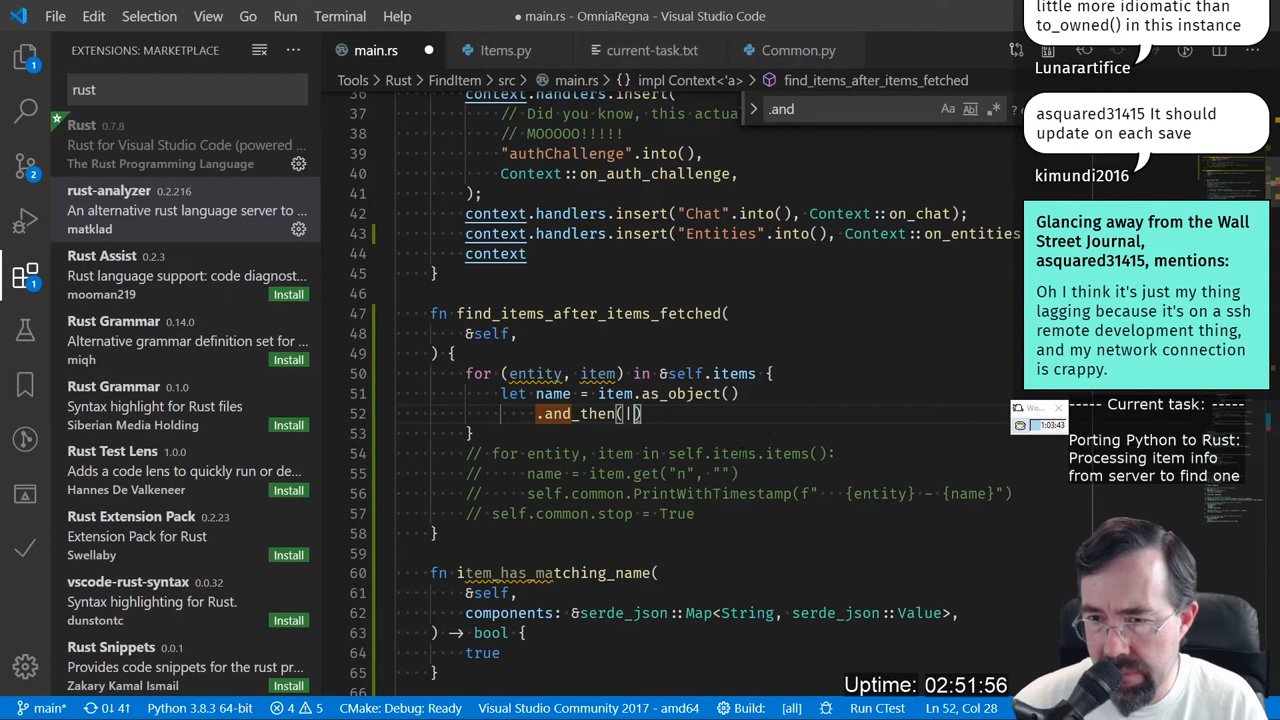 File Edit Selection View Go Run Terminal Help
● main.rs - OmniaRegna - Visual Studio Code
little more idiomatic than
to_owned() in this instance
Lunarartifice
asquared31415 It should
update on each save
kimundi2016
Glancing away from the Wall
Street Journal,
asquared31415, mentions:
Oh I think it's just my thing
lagging because it's on a ssh
remote development thing,
and my network connection
is crappy.
----- Current task: -----
Porting Python to Rust:
Processing item info
from server to find one
Wo...
1:03:43
EXTENSIONS: MARKETPLACE
rust
Rust 0.7.8
Rust for Visual Studio Code (powered ...
The Rust Programming Language
rust-analyzer 0.2.216
An alternative rust language server to ...
matklad
Rust Assist 0.2.3
Rust language support: code diagnost...
mooman219 Install
Rust Grammar 0.14.0
Alternative grammar definition set for ...
miqh Install
Rust Grammar 0.1.0
A Rust syntax highlight for Rust files
Siberian Media Holding Install
Rust Test Lens 0.1.0
Adds a code lens to quickly run or de...
Hannes De Valkeneer Install
Rust Extension Pack 0.2.23
Extension Pack for Rust
Swellaby Install
vscode-rust-syntax 0.0.32
Syntax highlighting for Rust.
dunstontc Install
Rust Snippets 0.0.1
Provides code snippets for the rust pr...
Zakary Kamal Ismail Install
main.rs ● Items.py current-task.txt Common.py
Tools > Rust > FindItem > src > main.rs > {} impl Context<'a> > find_items_after_items_fetched
.and Aa Abl .* ?
36 context.handlers.insert(
37 // Did you know, this actua
38 // MOOOOO!!!!!
39 "authChallenge".into(),
40 Context::on_auth_challenge,
41 );
42 context.handlers.insert("Chat".into(), Context::on_chat);
43 context.handlers.insert("Entities".into(), Context::on_entities
44 context
45 }
46
47 fn find_items_after_items_fetched(
48 &self,
49 ) {
50 for (entity, item) in &self.items {
51 let name = item.as_object()
52 .and_then(|)
53 }
54 // for entity, item in self.items.items():
55 // name = item.get("n", "")
56 // self.common.PrintWithTimestamp(f" {entity} - {name}")
57 // self.common.stop = True
58 }
59
60 fn item_has_matching_name(
61 &self,
62 components: &serde_json::Map<String, serde_json::Value>,
63 ) -> bool {
64 true
65 }
66
Uptime: 02:51:56
main* 0↓ 4↑ Python 3.8.3 64-bit 4 5 CMake: Debug: Ready Visual Studio Community 2017 - amd64 Build: [all] Run CTest Ln 52, Col 28